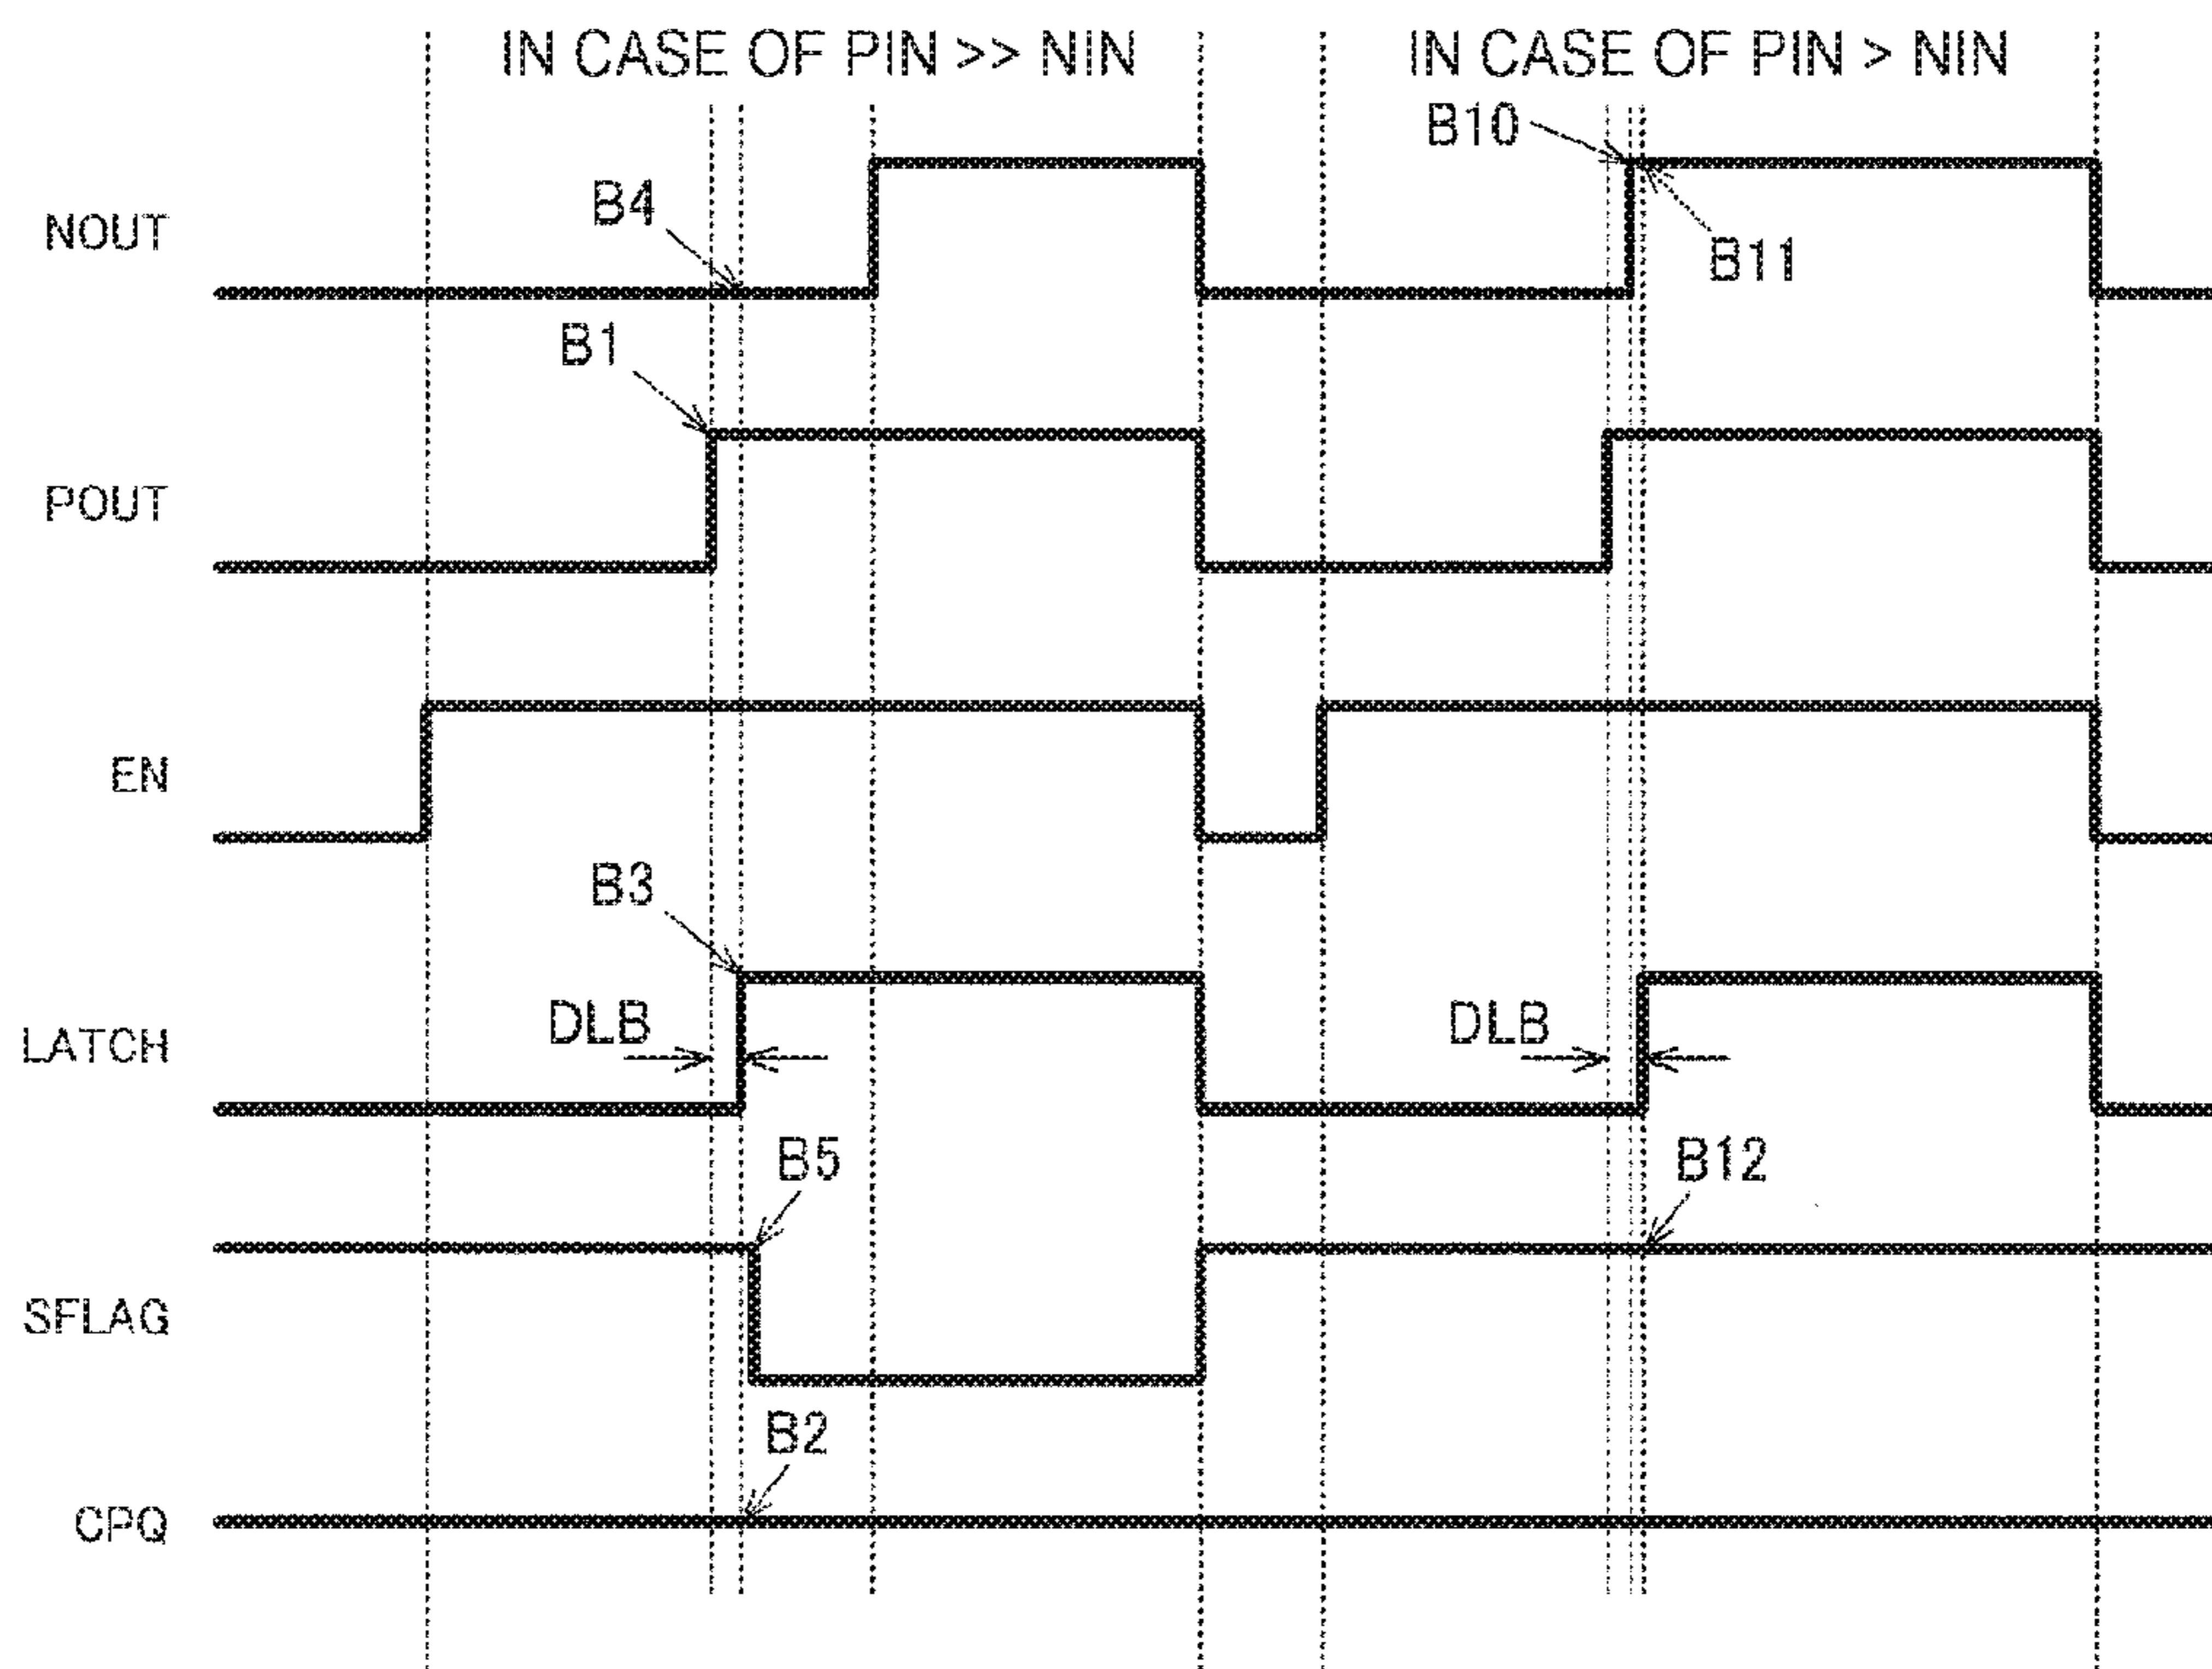 IN CASE OF PIN >> NIN
IN CASE OF PIN > NIN
B10
B4
NOUT
B11
B1
POUT
EN
B3
DLB
DLB
LATCH
B5
B12
SFLAG
B2
CPQ